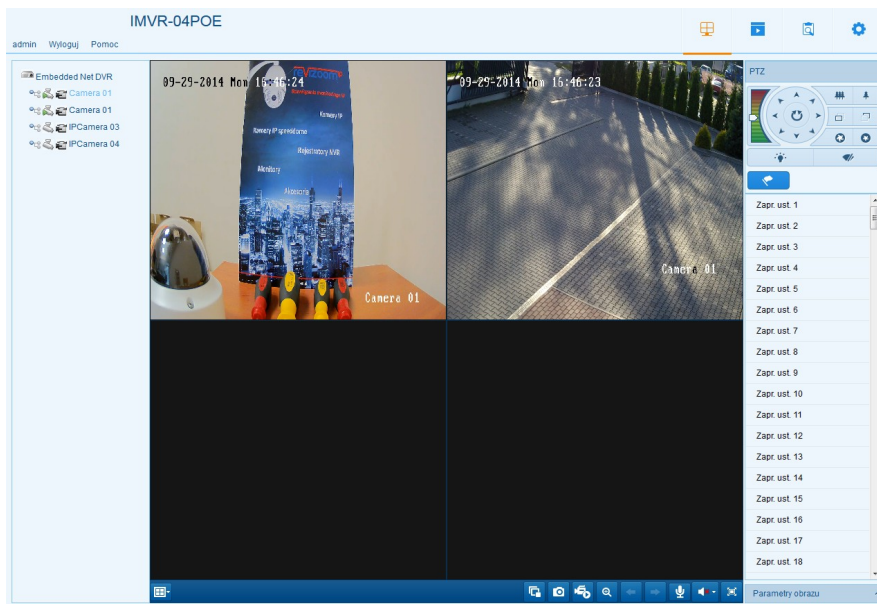 IMVR-04POE
admin Wyloguj Pomoc
Embedded Net DVR
Camera 01
Camera 01
IPCamera 03
IPCamera 04
09-29-2014 Mon 16:46:24
Kamery IP
Kamery IP speed dome
Rejestratory NVR
Monitory
Akcesoria
Camera 01
09-29-2014 Mon 16:46:23
Camera 01
PTZ
Zapr. ust. 1
Zapr. ust. 2
Zapr. ust. 3
Zapr. ust. 4
Zapr. ust. 5
Zapr. ust. 6
Zapr. ust. 7
Zapr. ust. 8
Zapr. ust. 9
Zapr. ust. 10
Zapr. ust. 11
Zapr. ust. 12
Zapr. ust. 13
Zapr. ust. 14
Zapr. ust. 15
Zapr. ust. 16
Zapr. ust. 17
Zapr. ust. 18
Parametry obrazu